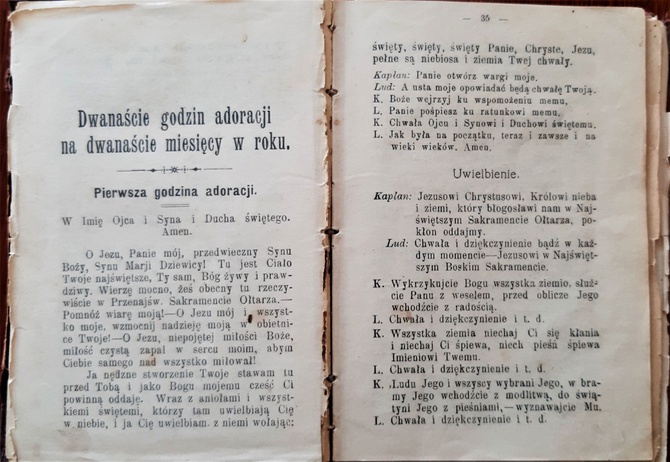 Dwanaście godzin adoracji
na dwanaście miesięcy w roku.
Pierwsza godzina adoracji.
W Imię Ojca i Syna i Ducha świętego.
Amen.
O Jezu, Panie mój, przedwieczny Synu
Boży, Synu Marji Dziewicy! Tu jest Ciało
Twoje najświętsze, Ty sam, Bóg żywy i praw-
dziwy. Wierzę mocno, żeś obecny tu rzeczy-
wiście w Przenajśw. Sakramencie Ołtarza.—
Pomnóż wiarę moją!—O Jezu mój i wszyst-
ko moje, wzmocnij nadzieję moją w obietni-
ce Twoje!—O Jezu, niepojętej miłości Boże,
miłość czystą zapal w sercu moim, abym
Ciebie samego nad wszystko miłował!
Ja nędzne stworzenie Twoje stawam tu
przed Tobą i jako Bogu mojemu cześć Ci
powinną oddaję. Wraz z aniołami i wszyst-
kiemi świętemi, którzy tam uwielbiają Cię
w niebie, i ja Cię uwielbiam z niemi wołając:
— 35 —
święty, święty, święty Panie, Chryste, Jezu,
pełne są niebiosa i ziemia Twej chwały.
Kapłan: Panie otwórz wargi moje.
Lud: A usta moje opowiadać będą chwałę Twoją.
K. Boże wejrzyj ku wspomożeniu memu.
L. Panie pośpiesz ku ratunkowi memu.
K. Chwała Ojcu i Synowi i Duchowi świętemu.
L. Jak była na początku, teraz i zawsze i na
wieki wieków. Amen.
Uwielbienie.
Kapłan: Jezusowi Chrystusowi, Królowi nieba
i ziemi, który błogosławi nam w Naj-
świętszym Sakramencie Ołtarza, po-
kłon oddajmy.
Lud: Chwała i dziękczynienie bądź w każ-
dym momencie—Jezusowi w Najświęt-
szym Boskim Sakramencie.
K. Wykrzykujcie Bogu wszystka ziemio, służ-
cie Panu z weselem, przed oblicze Jego
wchodźcie z radością.
L. Chwała i dziękczynienie i t. d.
K. Wszystka ziemia niechaj Ci się kłania
i niechaj Ci śpiewa, niech pieśń śpiewa
Imieniowi Twemu.
L. Chwała i dziękczynienie i t. d.
K. Ludu Jego i wszyscy wybrani Jego, w bra-
my Jego wchodźcie z modlitwą, do świą-
tyni Jego z pieśniami,—wyznawajcie Mu.
L. Chwała i dziękczynienie i t. d.